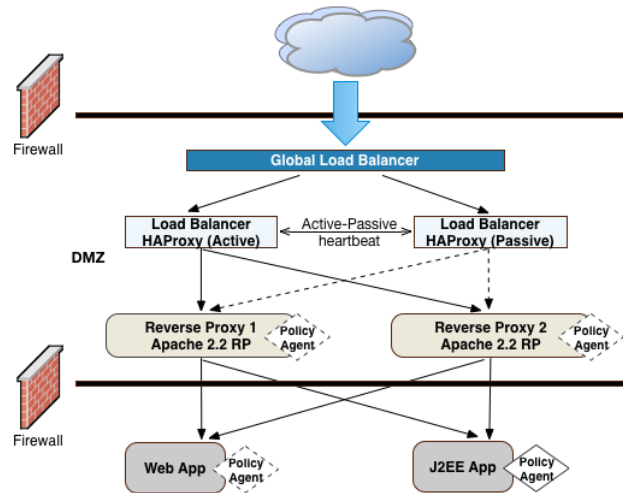 Firewall
Global Load Balancer
Load Balancer
HAProxy (Active)
Active-Passive
heartbeat
Load Balancer
HAProxy (Passive)
DMZ
Reverse Proxy 1
Apache 2.2 RP
Policy
Agent
Reverse Proxy 2
Apache 2.2 RP
Policy
Agent
Firewall
Web App
Policy
Agent
J2EE App
Policy
Agent